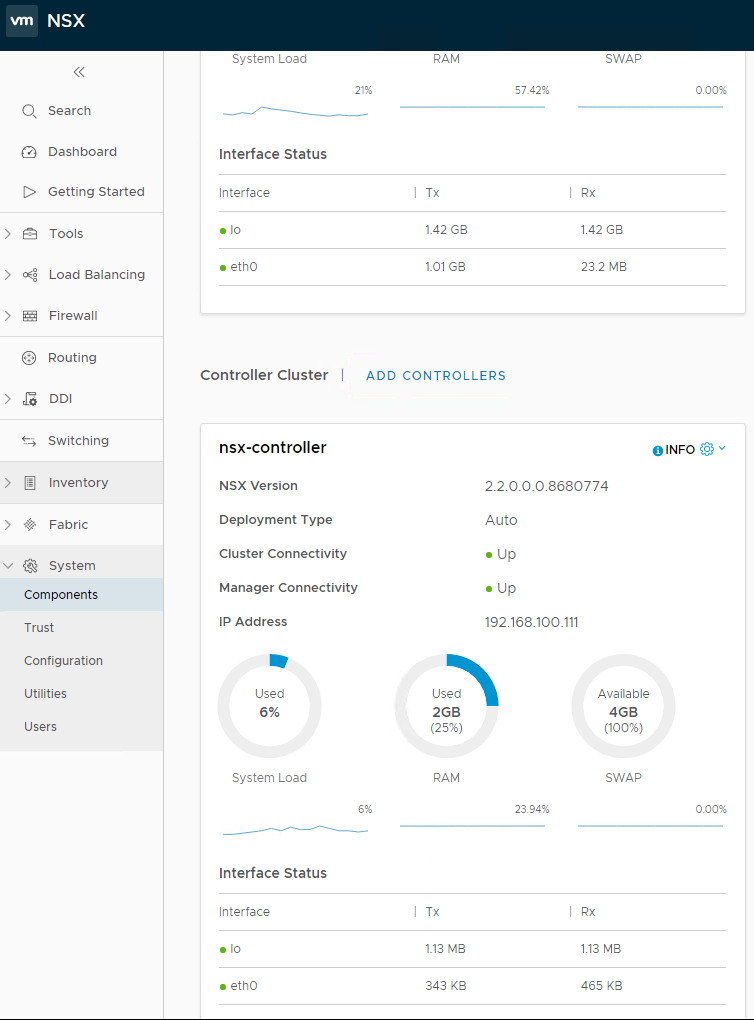 vm NSX
Search
Dashboard
Getting Started
Tools
Load Balancing
Firewall
Routing
DDI
Switching
Inventory
Fabric
System
Components
Trust
Configuration
Utilities
Users
System Load RAM SWAP
21% 57.42% 0.00%
Interface Status
Interface | Tx | Rx
lo 1.42 GB 1.42 GB
eth0 1.01 GB 23.2 MB
Controller Cluster | ADD CONTROLLERS
nsx-controller INFO
NSX Version 2.2.0.0.0.8680774
Deployment Type Auto
Cluster Connectivity Up
Manager Connectivity Up
IP Address 192.168.100.111
Used Used Available
6% 2GB 4GB
(25%) (100%)
System Load RAM SWAP
6% 23.94% 0.00%
Interface Status
Interface | Tx | Rx
lo 1.13 MB 1.13 MB
eth0 343 KB 465 KB